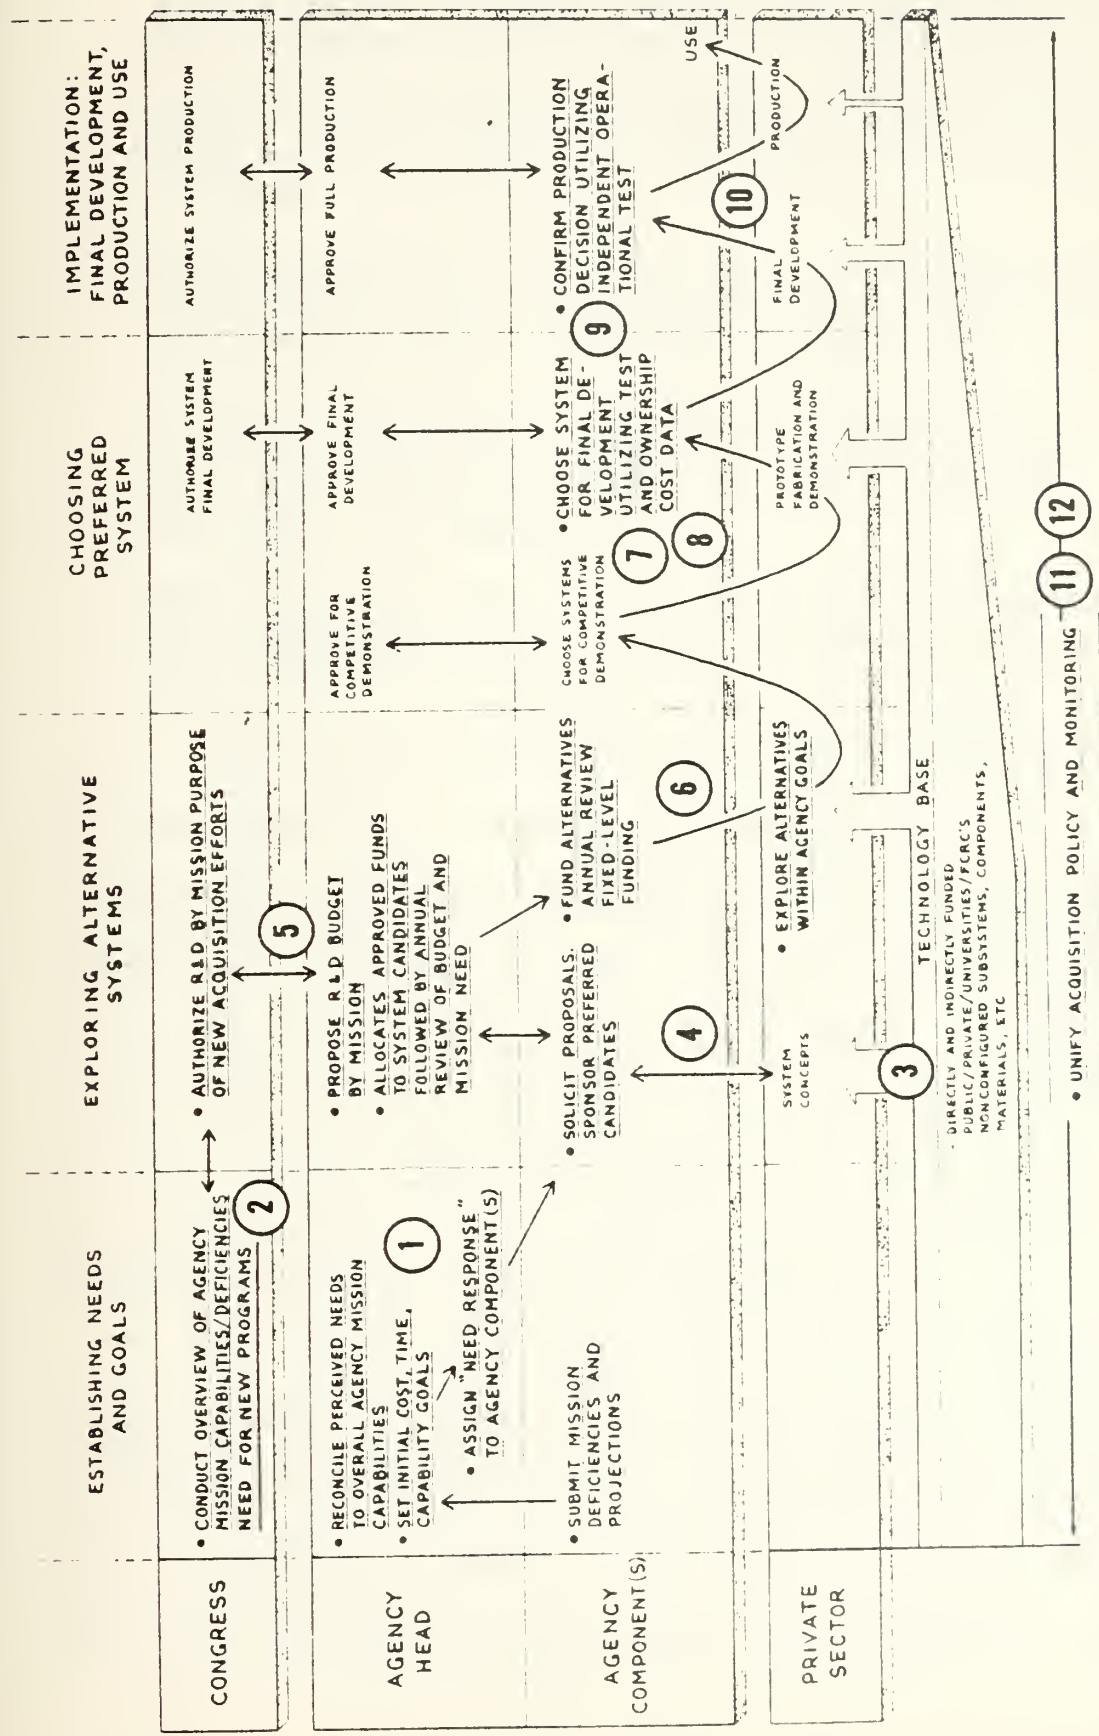 ESTABLISHING NEEDS
AND GOALS
EXPLORING ALTERNATIVE
SYSTEMS
CHOOSING
PREFERRED
SYSTEM
IMPLEMENTATION:
FINAL DEVELOPMENT,
PRODUCTION AND USE
CONGRESS
• CONDUCT OVERVIEW OF AGENCY
MISSION CAPABILITIES/DEFICIENCIES
NEED FOR NEW PROGRAMS
2
• AUTHORIZE R&D BY MISSION PURPOSE
OF NEW ACQUISITION EFFORTS
5
AUTHORIZE SYSTEM
FINAL DEVELOPMENT
AUTHORIZE SYSTEM PRODUCTION
AGENCY
HEAD
• RECONCILE PERCEIVED NEEDS
TO OVERALL AGENCY MISSION
CAPABILITIES
• SET INITIAL COST, TIME,
CAPABILITY GOALS
1
• ASSIGN "NEED RESPONSE"
TO AGENCY COMPONENT(S)
• PROPOSE R&D BUDGET
BY MISSION
• ALLOCATES APPROVED FUNDS
TO SYSTEM CANDIDATES
FOLLOWED BY ANNUAL
REVIEW OF BUDGET AND
MISSION NEED
APPROVE FOR
COMPETITIVE
DEMONSTRATION
APPROVE FINAL
DEVELOPMENT
APPROVE FULL PRODUCTION
AGENCY
COMPONENT(S)
• SUBMIT MISSION
DEFICIENCIES AND
PROJECTIONS
• SOLICIT PROPOSALS.
SPONSOR PREFERRED
CANDIDATES
4
• FUND ALTERNATIVES
ANNUAL REVIEW
FIXED-LEVEL
FUNDING
6
CHOOSE SYSTEMS
FOR COMPETITIVE
DEMONSTRATION
7
8
• CHOOSE SYSTEM
FOR FINAL DE-
VELOPMENT
UTILIZING TEST
AND OWNERSHIP
COST DATA
9
• CONFIRM PRODUCTION
DECISION UTILIZING
INDEPENDENT OPERA-
TIONAL TEST
10
USE
PRIVATE
SECTOR
SYSTEM
CONCEPTS
• EXPLORE ALTERNATIVES
WITHIN AGENCY GOALS
PROTOTYPE
FABRICATION AND
DEMONSTRATION
FINAL
DEVELOPMENT
PRODUCTION
3
TECHNOLOGY BASE
- DIRECTLY AND INDIRECTLY FUNDED
PUBLIC/PRIVATE/UNIVERSITIES/FCRC'S
NONCONFIGURED SUBSYSTEMS, COMPONENTS,
MATERIALS, ETC
• UNIFY ACQUISITION POLICY AND MONITORING
11
12